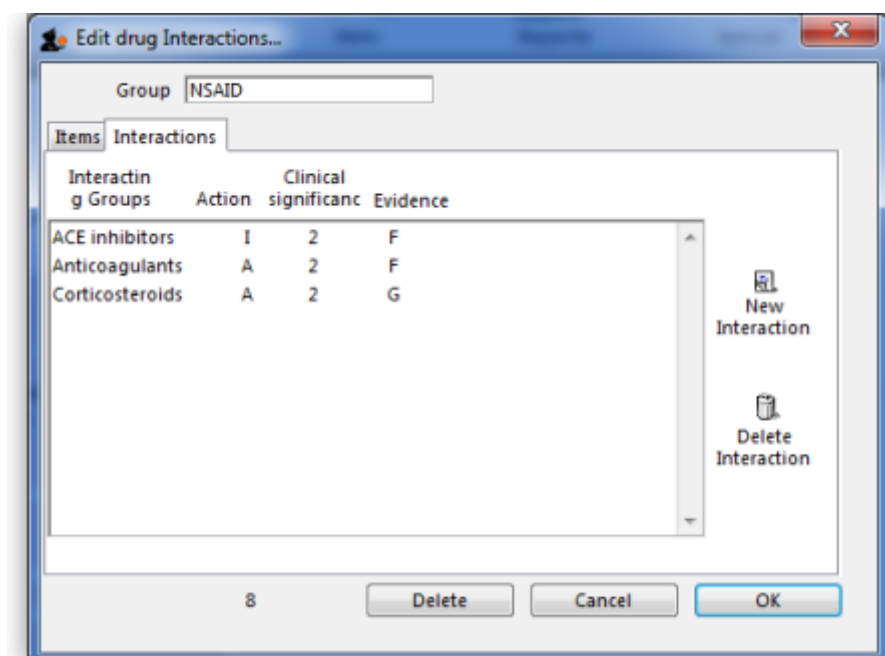 Edit drug Interactions...
Group NSAID
Items Interactions
Interactin Clinical
g Groups Action significanc Evidence
ACE inhibitors I 2 F
Anticoagulants A 2 F
Corticosteroids A 2 G
New
Interaction
Delete
Interaction
8 Delete Cancel OK